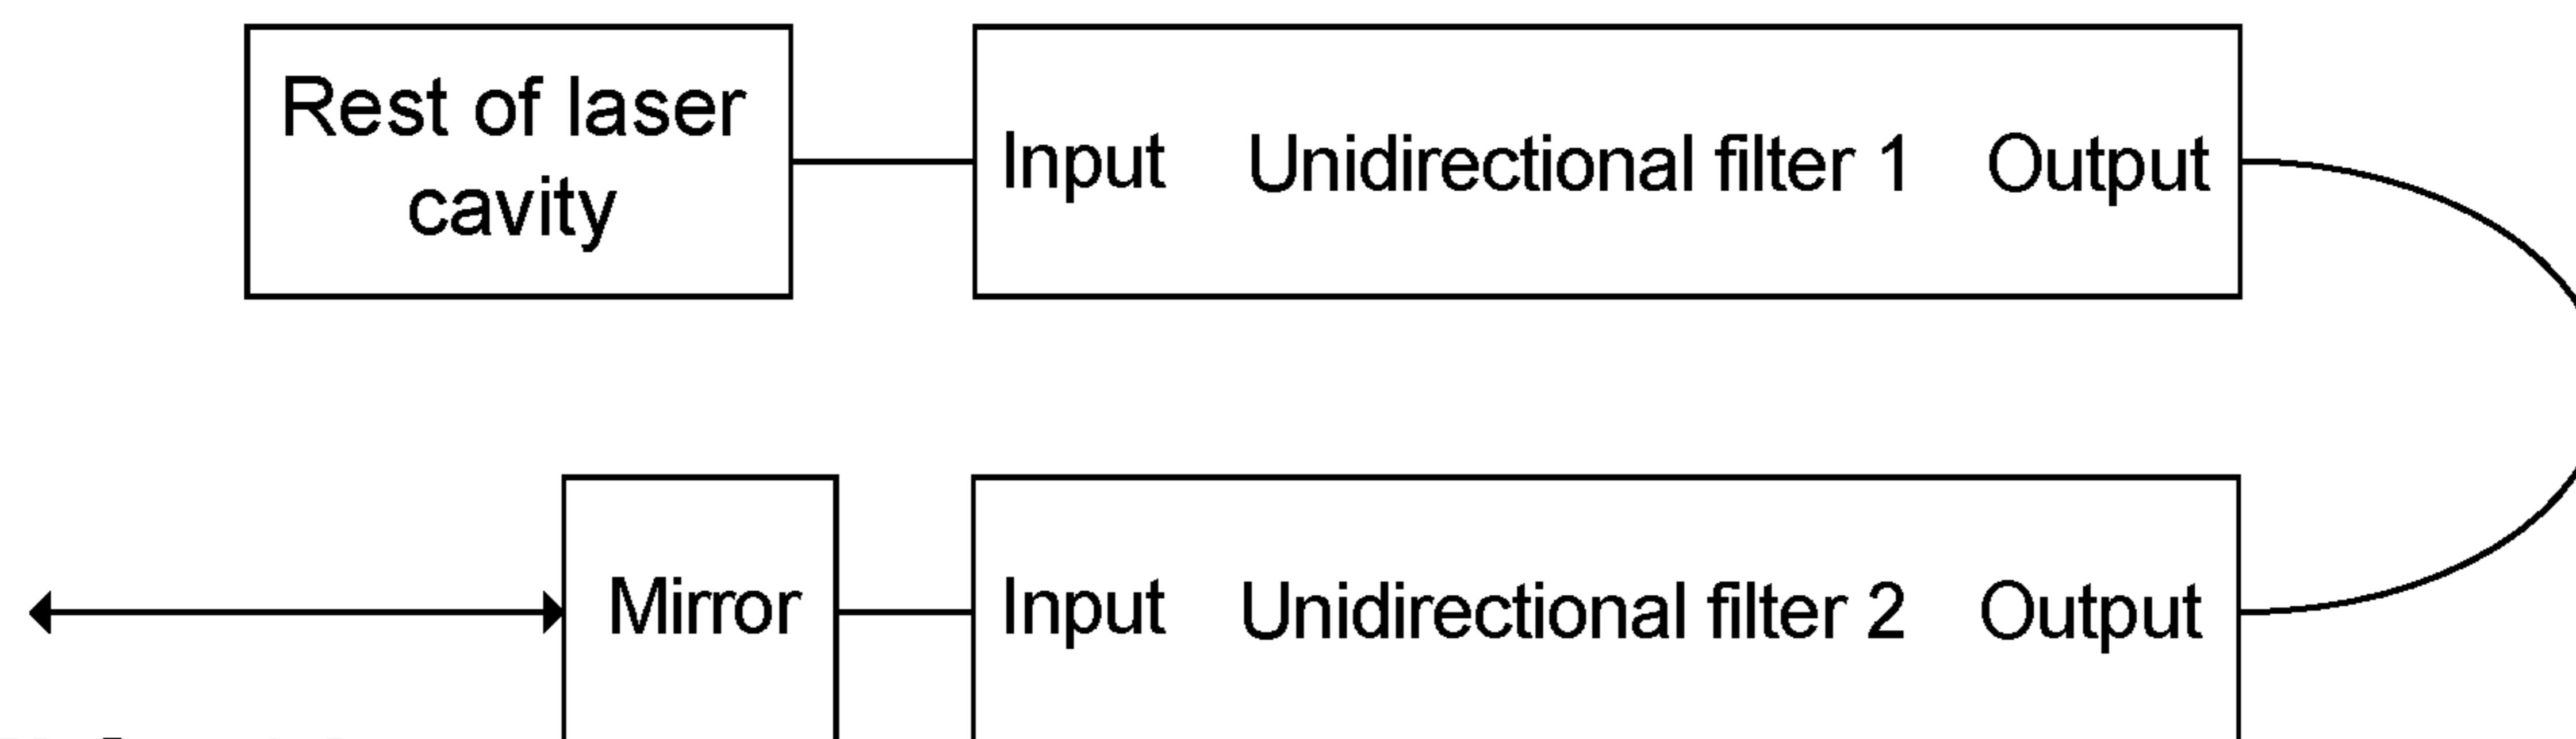 Rest of laser
cavity
Input Unidirectional filter 1 Output
Mirror
Input Unidirectional filter 2 Output